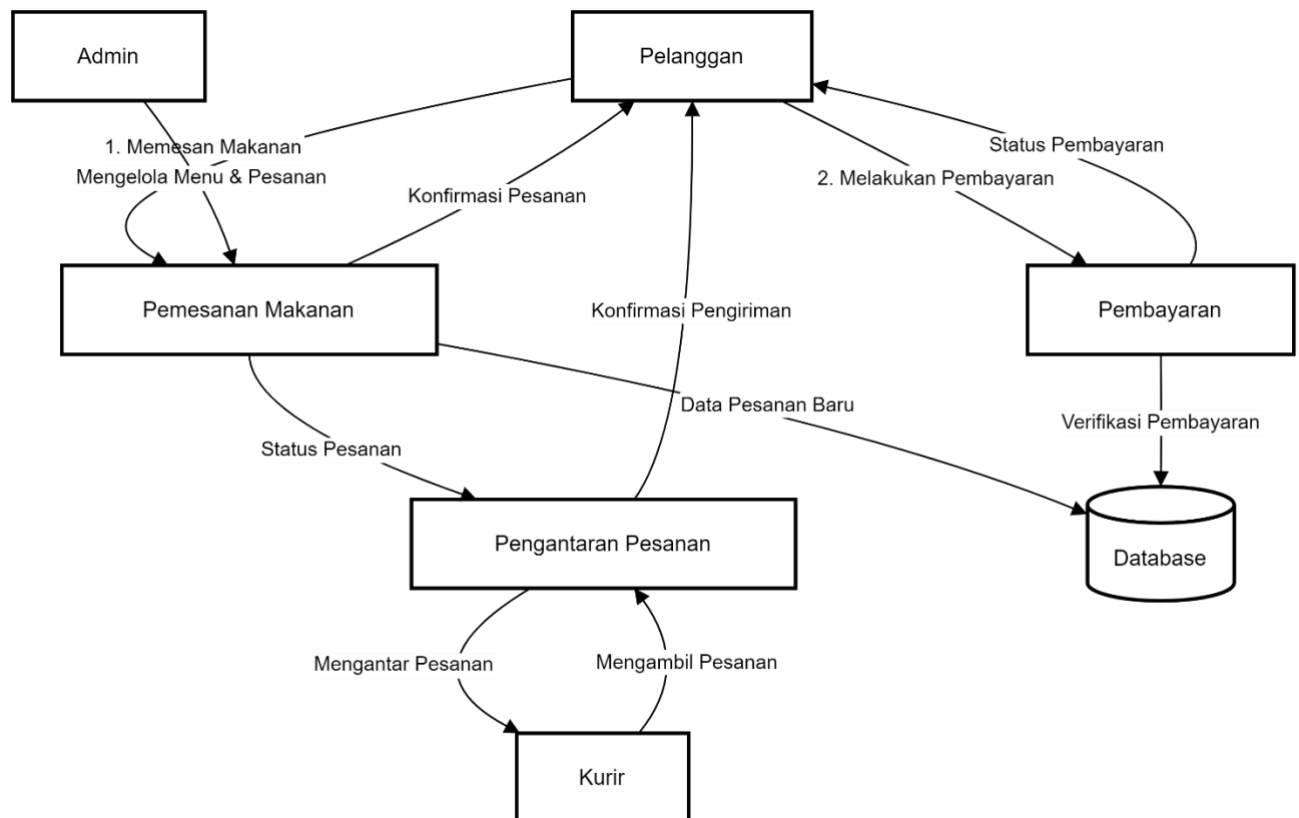 Admin
Pelanggan
1. Memesan Makanan
Mengelola Menu & Pesanan
Konfirmasi Pesanan
Status Pembayaran
2. Melakukan Pembayaran
Pemesanan Makanan
Konfirmasi Pengiriman
Pembayaran
Data Pesanan Baru
Verifikasi Pembayaran
Status Pesanan
Pengantaran Pesanan
Database
Mengantar Pesanan
Mengambil Pesanan
Kurir